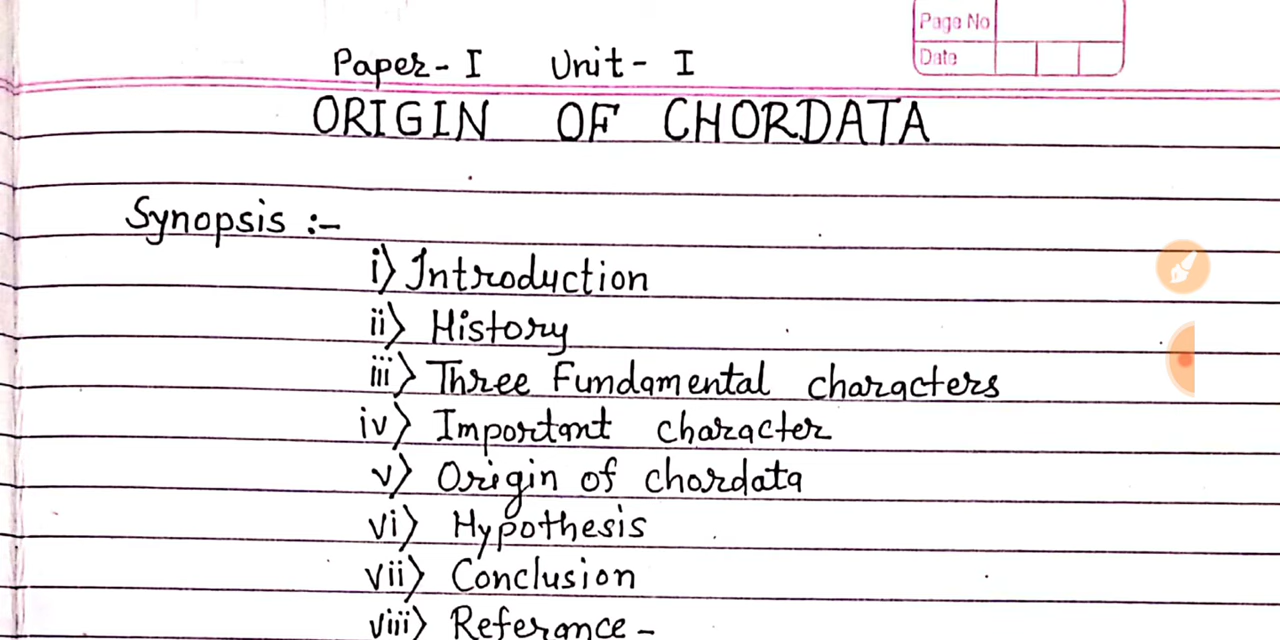 Page No
Date
Paper - I Unit - I
ORIGIN OF CHORDATA
Synopsis :-
i) Introduction
ii) History
iii) Three Fundamental characters
iv) Important character
v) Origin of chordata
vi) Hypothesis
vii) Conclusion
viii) Referance -